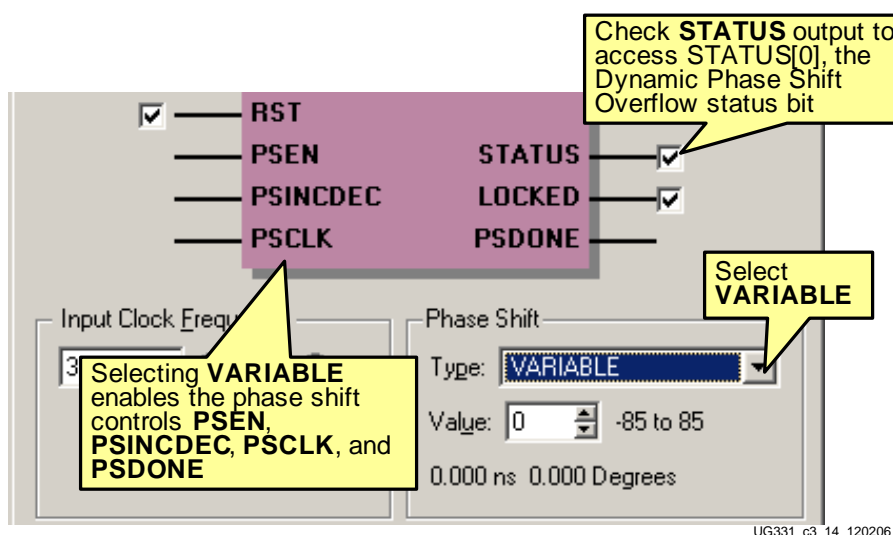 Check STATUS output to
access STATUS[0], the
Dynamic Phase Shift
Overflow status bit
RST
PSEN
STATUS
PSINCDEC
LOCKED
PSCLK
PSDONE
Select
VARIABLE
Input Clock Frequ
3
Selecting VARIABLE
enables the phase shift
controls PSEN,
PSINCDEC, PSCLK, and
PSDONE
Phase Shift
Type: VARIABLE
Value: 0 -85 to 85
0.000 ns 0.000 Degrees
UG331_c3_14_120206